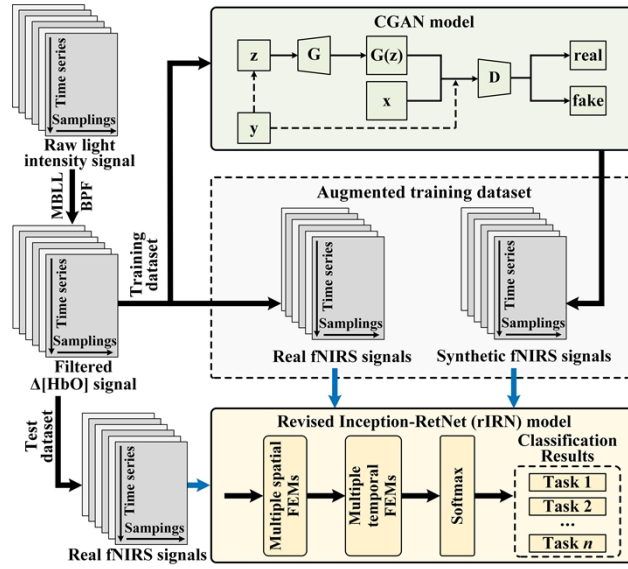 CGAN model
z
G
G(z)
x
y
D
real
fake
Time series
Samplings
Raw light
intensity signal
MBLL
BPF
Time series
Samplings
Filtered
Δ[HbO] signal
Training
dataset
Augmented training dataset
Time series
Samplings
Real fNIRS signals
Time series
Samplings
Synthetic fNIRS signals
Test
dataset
Time series
Sampings
Real fNIRS signals
Revised Inception-RetNet (rIRN) model
Multiple spatial
FEMs
Multiple
temporal
FEMs
Softmax
Classification
Results
Task 1
Task 2
...
Task n